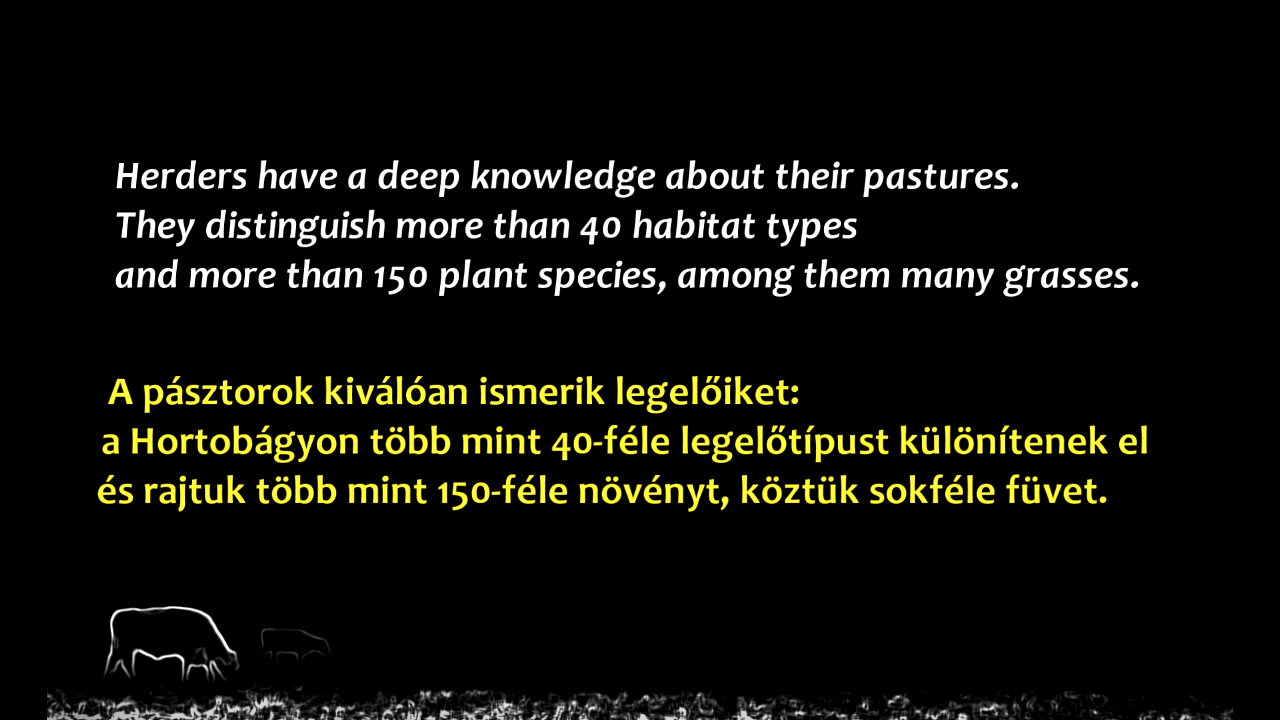 Herders have a deep knowledge about their pastures.
They distinguish more than 40 habitat types
and more than 150 plant species, among them many grasses.
A pásztorok kiválóan ismerik legelőiket:
a Hortobágyon több mint 40-féle legelőtípust különítenek el
és rajtuk több mint 150-féle növényt, köztük sokféle füvet.